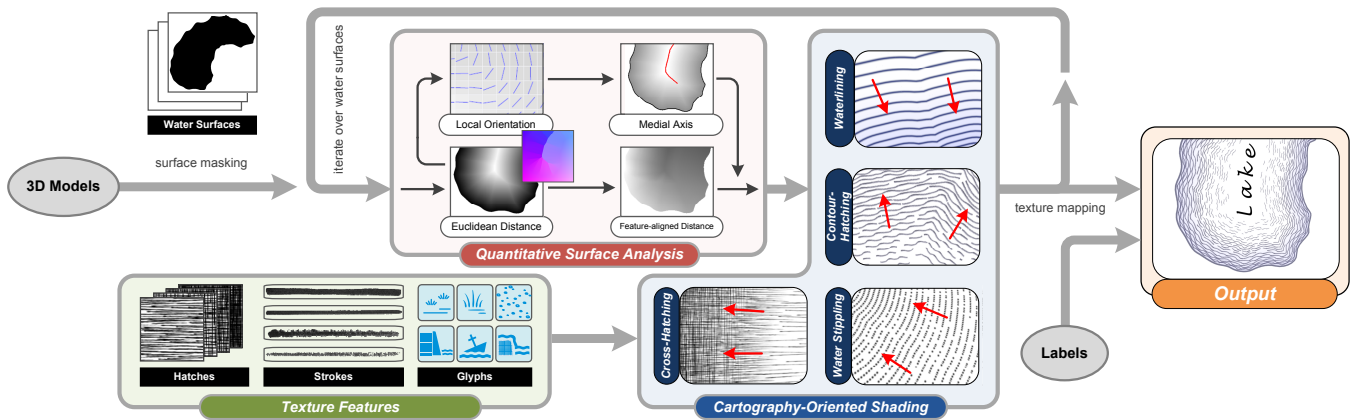 Water Surfaces
surface masking
3D Models
iterate over water surfaces
Local Orientation
Medial Axis
Euclidean Distance
Feature-aligned Distance
Quantitative Surface Analysis
Hatches
Strokes
Glyphs
Texture Features
Waterlining
Contour-
Hatching
Cross-Hatching
Water Stippling
Cartography-Oriented Shading
texture mapping
Labels
Lake
Output